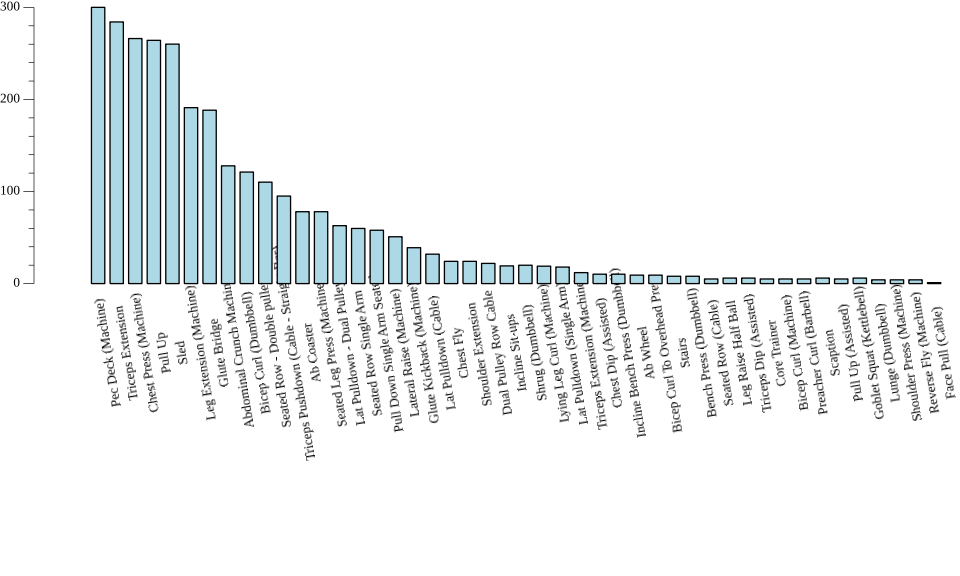 300
200
100
0
Pec Deck (Machine)
Triceps Extension
Chest Press (Machine)
Pull Up
Sled
Leg Extension (Machine)
Glute Bridge
Glute Crunch Machin
Abdominal Crunch (Dumbbell)
Bicep Curl (Dumbbell)
Seated Row - Double pulle
Triceps Pushdown (Cable - Straig
Ab Coaster
Seated Leg Press (Machine
Lat Pulldown - Dual Pulley
Seated Row Single Arm
Pull Down Single Arm Seate
Lateral Raise (Machine)
Glute Kickback (Machine)
Lat Pulldown (Cable)
Chest Fly
Shoulder Extension
Dual Pulley Row Cable
Incline Sit-ups
Shrug (Dumbbell)
Lying Leg Curl (Machine)
Lat Pulldown (Single Arm)
Triceps Extension (Machine
Chest Dip (Assisted)
Incline Bench Press (Dumbbell)
Ab Wheel
Bicep Curl To Overhead Pre
Stairs
Bench Press (Dumbbell)
Seated Row (Cable)
Leg Raise Half Ball
Triceps Dip (Assisted)
Core Trainer
Bicep Curl (Machine)
Preacher Curl (Barbell)
Scaption
Pull Up (Assisted)
Goblet Squat (Kettlebell)
Lunge (Dumbbell)
Shoulder Press (Machine)
Reverse Fly (Machine)
Face Pull (Cable)